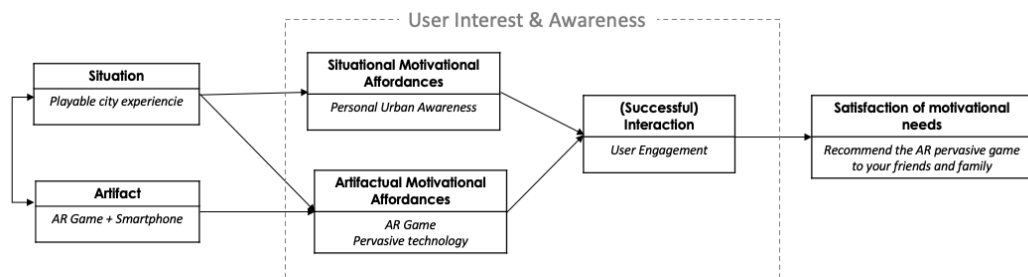 User Interest & Awareness
Situation
Playable city experiencie
Artifact
AR Game + Smartphone
Situational Motivational
Affordances
Personal Urban Awareness
Artifactual Motivational
Affordances
AR Game
Pervasive technology
(Successful)
Interaction
User Engagement
Satisfaction of motivational
needs
Recommend the AR pervasive game
to your friends and family